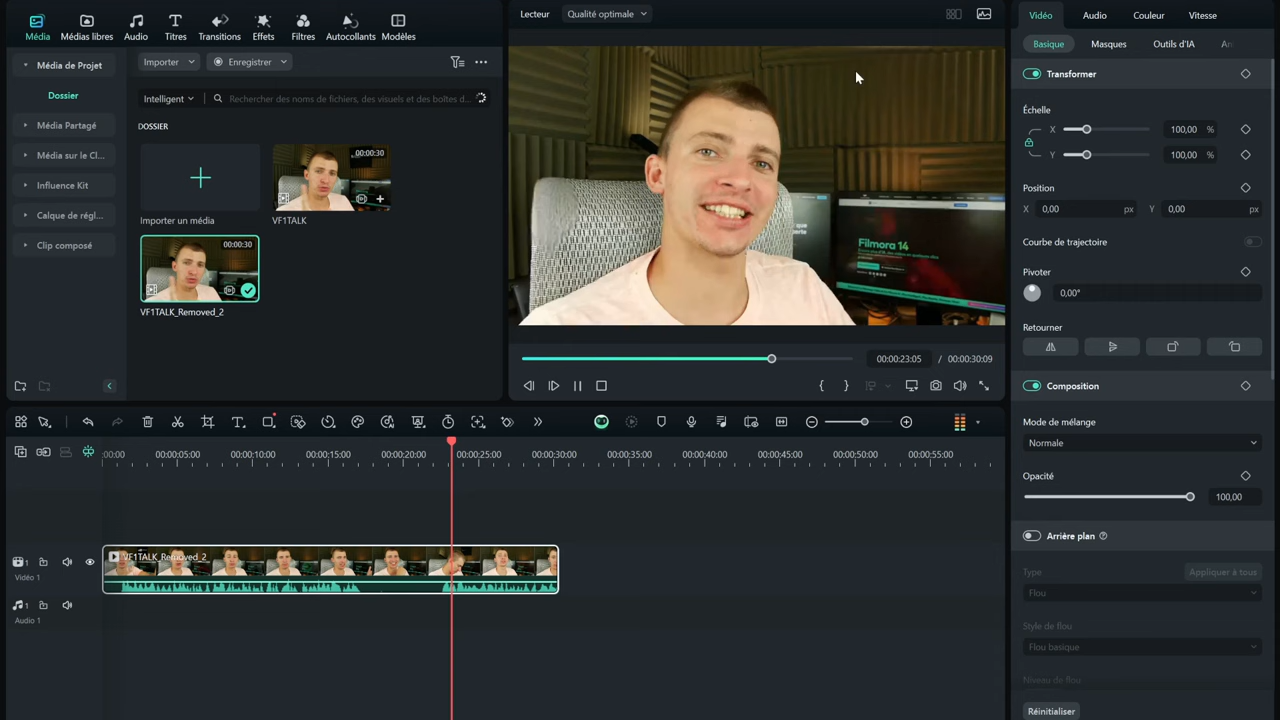 Média
Médias libres
Audio
Titres
Transitions
Effets
Filtres
Autocollants
Modèles
Média de Projet
Dossier
Média Partagé
Média sur le Cl...
Influence Kit
Calque de régl...
Clip composé
Importer
Enregistrer
Intelligent
Rechercher des noms de fichiers, des visuels et des boîtes d...
DOSSIER
Importer un média
00:00:30
VF1TALK
00:00:30
VF1TALK_Removed_2
Lecteur
Qualité optimale
Filmora 14
00:00:23:05 / 00:00:30:09
Vidéo
Audio
Couleur
Vitesse
Basique
Masques
Outils d'IA
Transformer
Échelle
X 100,00 %
Y 100,00 %
Position
X 0,00 px Y 0,00 px
Courbe de trajectoire
Pivoter
0,00°
Retourner
Composition
Mode de mélange
Normale
Opacité
100,00
Arrière plan
Type
Appliquer à tous
Flou
Style de flou
Flou basique
Niveau de flou
Réinitialiser
:00:00 00:00:05:00 00:00:10:00 00:00:15:00 00:00:20:00 00:00:25:00 00:00:30:00 00:00:35:00 00:00:40:00 00:00:45:00 00:00:50:00 00:00:55:00
VF1TALK_Removed_2
1
Vidéo 1
1
Audio 1